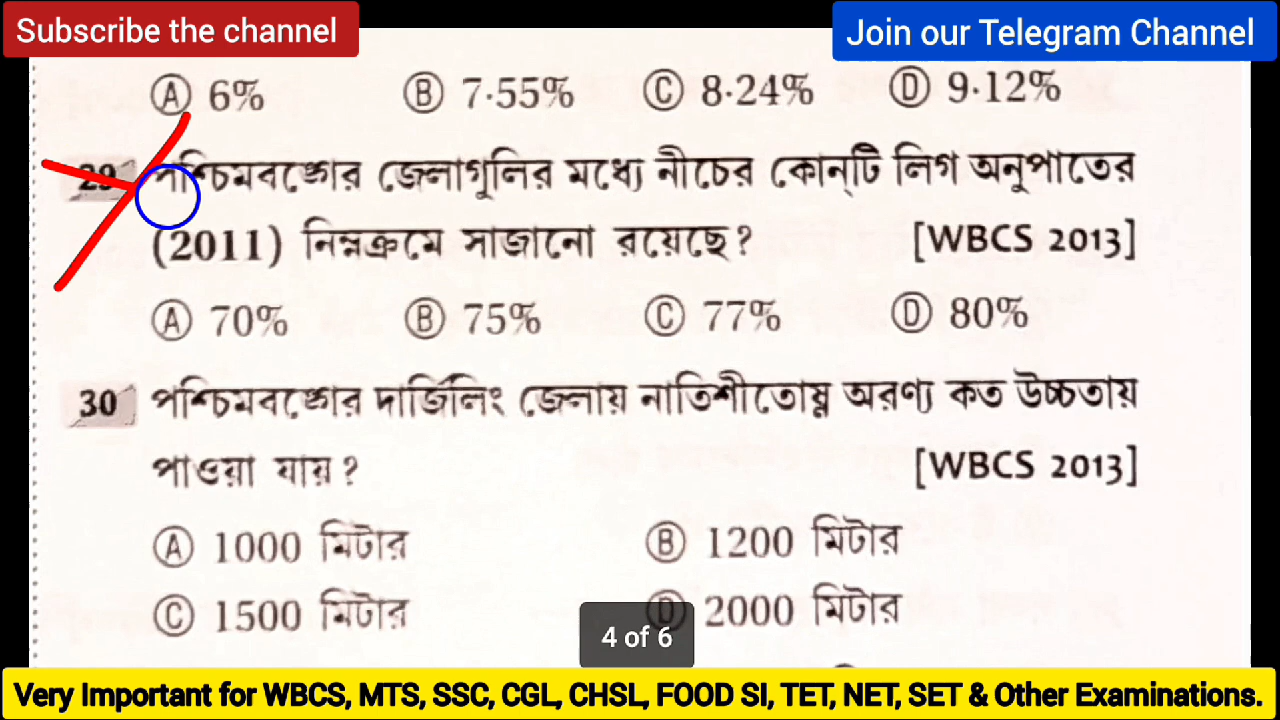 Subscribe the channel
Join our Telegram Channel
Ⓐ 6% Ⓑ 7·55% Ⓒ 8·24% Ⓓ 9·12%
29 পশ্চিমবঙ্গের জেলাগুলির মধ্যে নীচের কোন্‌টি লিগ অনুপাতের
(2011) নিম্নক্রমে সাজানো রয়েছে? [WBCS 2013]
Ⓐ 70% Ⓑ 75% Ⓒ 77% Ⓓ 80%
30 পশ্চিমবঙ্গের দার্জিলিং জেলায় নাতিশীতোষ্ণ অরণ্য কত উচ্চতায়
পাওয়া যায়? [WBCS 2013]
Ⓐ 1000 মিটার Ⓑ 1200 মিটার
Ⓒ 1500 মিটার Ⓓ 2000 মিটার
4 of 6
Very Important for WBCS, MTS, SSC, CGL, CHSL, FOOD SI, TET, NET, SET & Other Examinations.